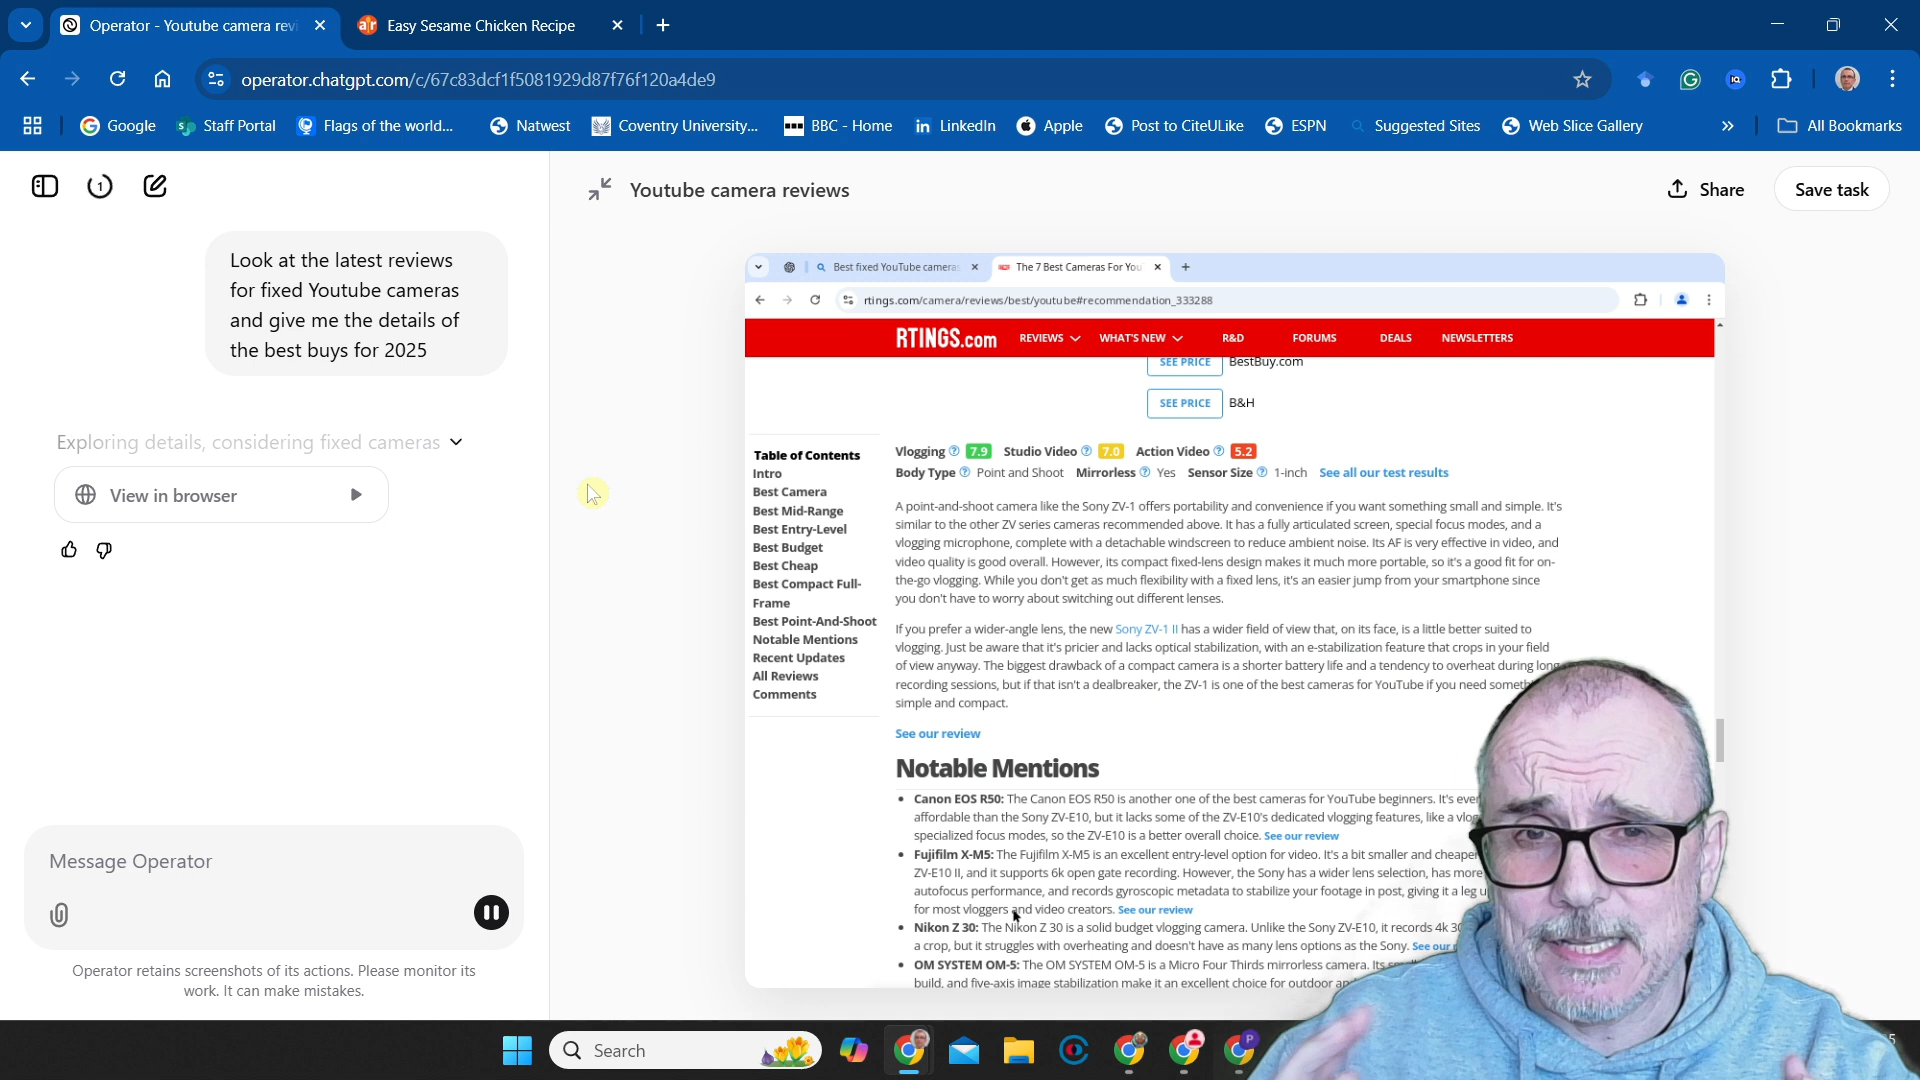 Operator - Youtube camera revi
Easy Sesame Chicken Recipe
operator.chatgpt.com/c/67c83dcf1f5081929d87f76f120a4de9
Google
Staff Portal
Flags of the world...
Natwest
Coventry University...
BBC - Home
LinkedIn
Apple
Post to CiteULike
ESPN
Suggested Sites
Web Slice Gallery
All Bookmarks
1
Youtube camera reviews
Share
Save task
Look at the latest reviews
for fixed Youtube cameras
and give me the details of
the best buys for 2025
Exploring details, considering fixed cameras
View in browser
Message Operator
Operator retains screenshots of its actions. Please monitor its
work. It can make mistakes.
Best fixed YouTube cameras
The 7 Best Cameras For You
rtings.com/camera/reviews/best/youtube#recommendation_333288
RTINGS.com
REVIEWS
WHAT'S NEW
R&D
FORUMS
DEALS
NEWSLETTERS
SEE PRICE BestBuy.com
SEE PRICE B&H
Table of Contents
Intro
Best Camera
Best Mid-Range
Best Entry-Level
Best Budget
Best Cheap
Best Compact Full-
Frame
Best Point-And-Shoot
Notable Mentions
Recent Updates
All Reviews
Comments
Vlogging 7.9 Studio Video 7.0 Action Video 5.2
Body Type Point and Shoot Mirrorless Yes Sensor Size 1-inch See all our test results
A point-and-shoot camera like the Sony ZV-1 offers portability and convenience if you want something small and simple. It's
similar to the other ZV series cameras recommended above. It has a fully articulated screen, special focus modes, and a
vlogging microphone, complete with a detachable windscreen to reduce ambient noise. Its AF is very effective in video, and
video quality is good overall. However, its compact fixed-lens design makes it much more portable, so it's a good fit for on-
the-go vlogging. While you don't get as much flexibility with a fixed lens, it's an easier jump from your smartphone since
you don't have to worry about switching out different lenses.
If you prefer a wider-angle lens, the new Sony ZV-1 II has a wider field of view that, on its face, is a little better suited to
vlogging. Just be aware that it's pricier and lacks optical stabilization, with an e-stabilization feature that crops in your field
of view anyway. The biggest drawback of a compact camera is a shorter battery life and a tendency to overheat during long
recording sessions, but if that isn't a dealbreaker, the ZV-1 is one of the best cameras for YouTube if you need
simple and compact.
See our review
Notable Mentions
Canon EOS R50: The Canon EOS R50 is another one of the best cameras for YouTube beginners. It's
affordable than the Sony ZV-E10, but it lacks some of the ZV-E10's dedicated vlogging features, like a
specialized focus modes, so the ZV-E10 is a better overall choice. See our review
Fujifilm X-M5: The Fujifilm X-M5 is an excellent entry-level option for video. It's a bit smaller and
ZV-E10 II, and it supports 6k open gate recording. However, the Sony has a wider lens selection, has more
autofocus performance, and records gyroscopic metadata to stabilize your footage in post, giving it a leg
for most vloggers and video creators. See our review
Nikon Z 30: The Nikon Z 30 is a solid budget vlogging camera. Unlike the Sony ZV-E10, it records 4k
a crop, but it struggles with overheating and doesn't have as many lens options as the Sony. See
OM SYSTEM OM-5: The OM SYSTEM OM-5 is a Micro Four Thirds mirrorless camera. Its
build, and five-axis image stabilization make it an excellent choice for outdoor
Search